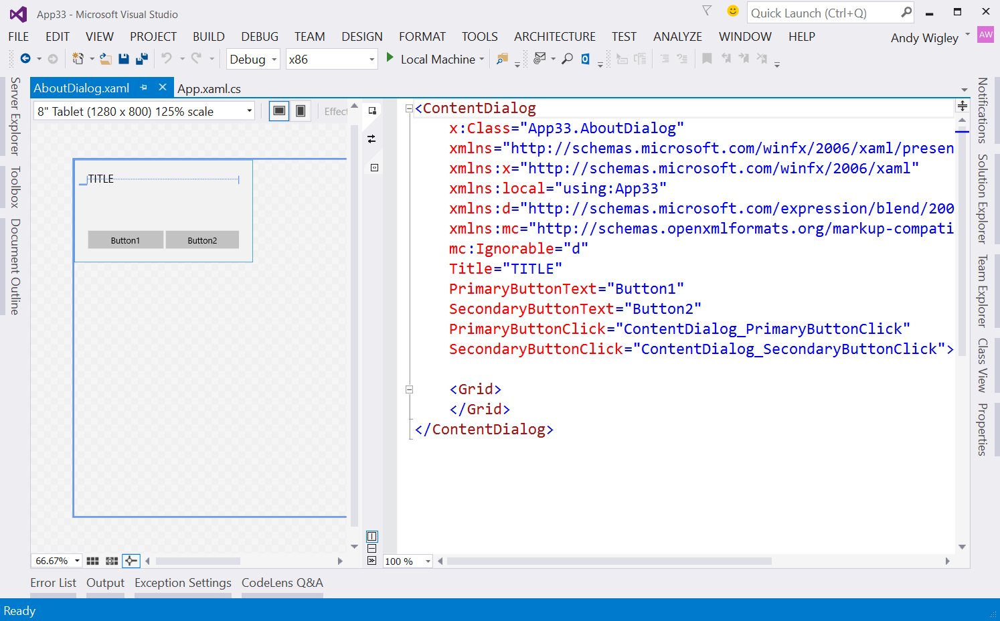 App33 - Microsoft Visual Studio
Quick Launch (Ctrl+Q)
FILE EDIT VIEW PROJECT BUILD DEBUG TEAM DESIGN FORMAT TOOLS ARCHITECTURE TEST ANALYZE WINDOW HELP
Andy Wigley
AW
Debug
x86
Local Machine
Server Explorer
Toolbox
Document Outline
AboutDialog.xaml
App.xaml.cs
8" Tablet (1280 x 800) 125% scale
TITLE
Button1
Button2
66.67%
<ContentDialog
x:Class="App33.AboutDialog"
xmlns="http://schemas.microsoft.com/winfx/2006/xaml/presen
xmlns:x="http://schemas.microsoft.com/winfx/2006/xaml"
xmlns:local="using:App33"
xmlns:d="http://schemas.microsoft.com/expression/blend/200
xmlns:mc="http://schemas.openxmlformats.org/markup-compati
mc:Ignorable="d"
Title="TITLE"
PrimaryButtonText="Button1"
SecondaryButtonText="Button2"
PrimaryButtonClick="ContentDialog_PrimaryButtonClick"
SecondaryButtonClick="ContentDialog_SecondaryButtonClick">
<Grid>
</Grid>
</ContentDialog>
100 %
Notifications
Solution Explorer
Team Explorer
Class View
Properties
Error List
Output
Exception Settings
CodeLens Q&A
Ready